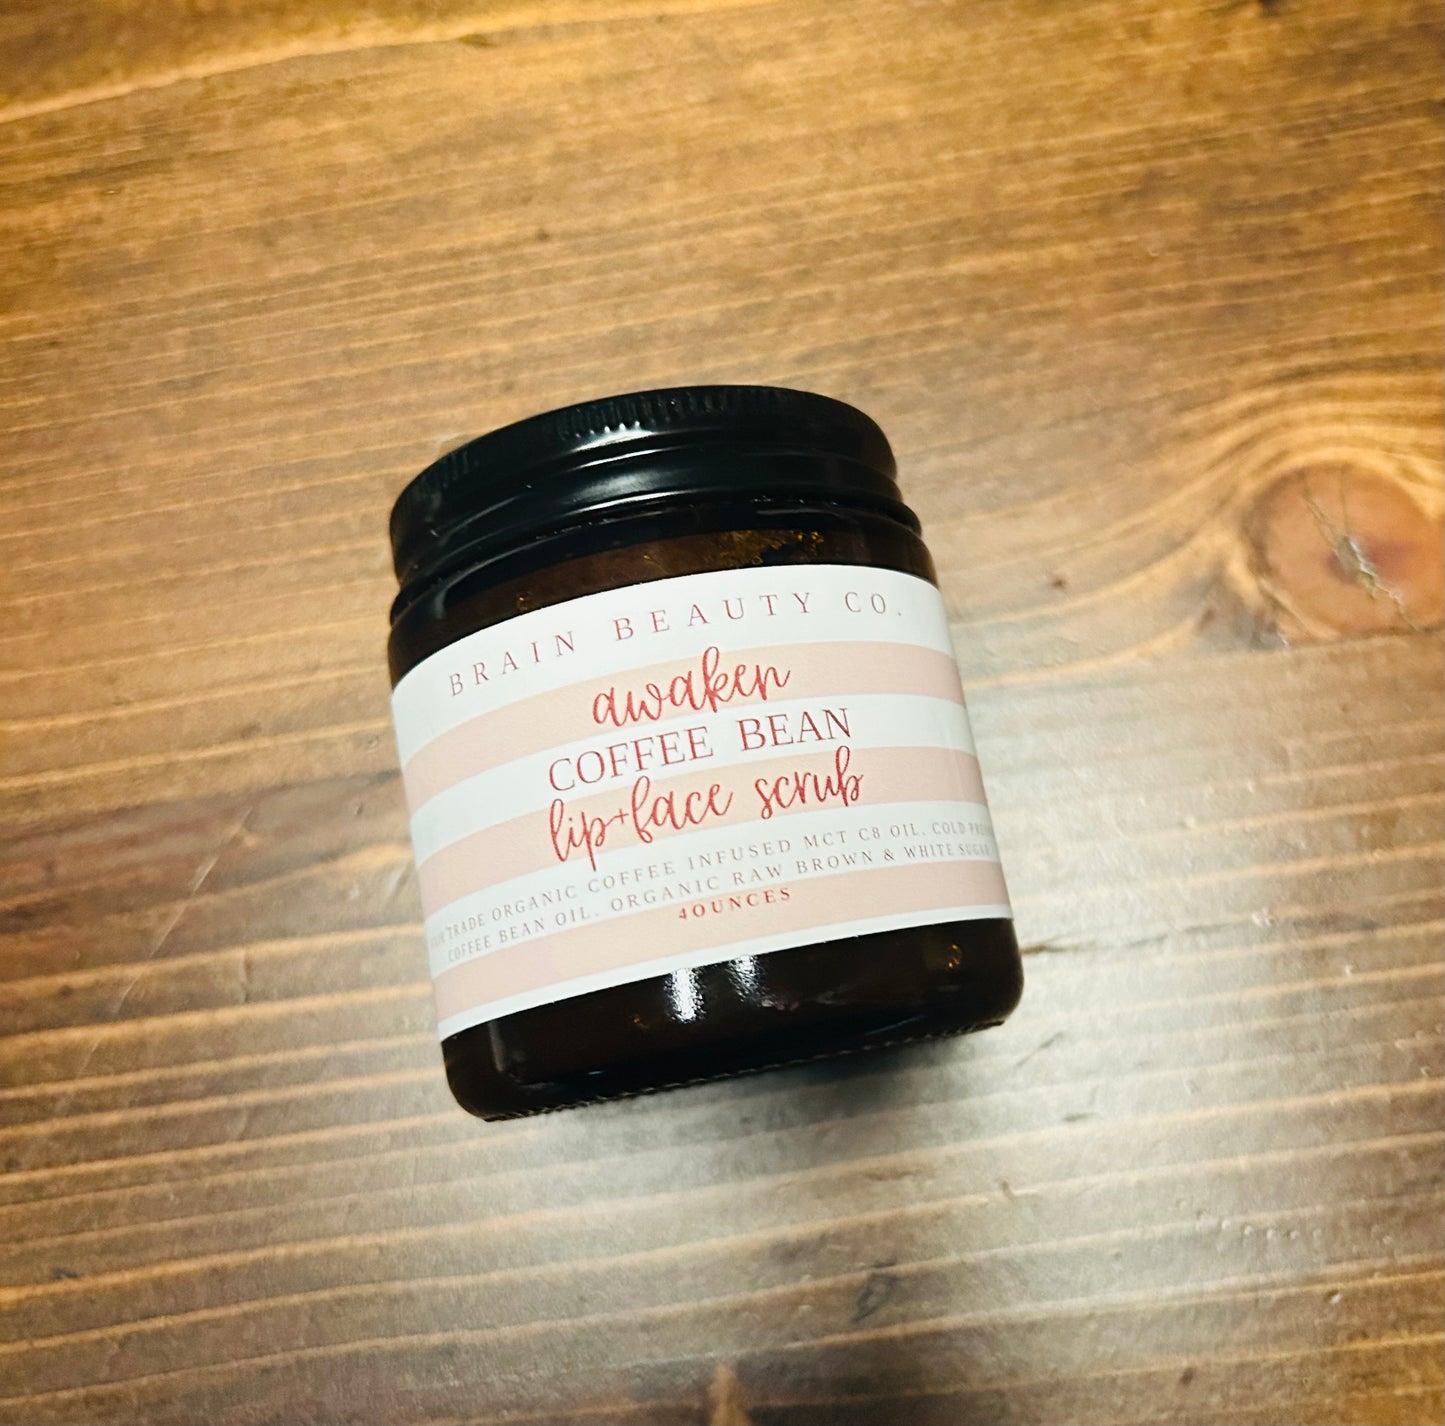 BRAIN BEAUTY CO.
awaken
COFFEE BEAN
lip+face scrub
TRADE ORGANIC COFFEE INFUSED MCT C8 OIL, COLD
COFFEE BEAN OIL, ORGANIC RAW BROWN & WHITE SUGAR
4OUNCES